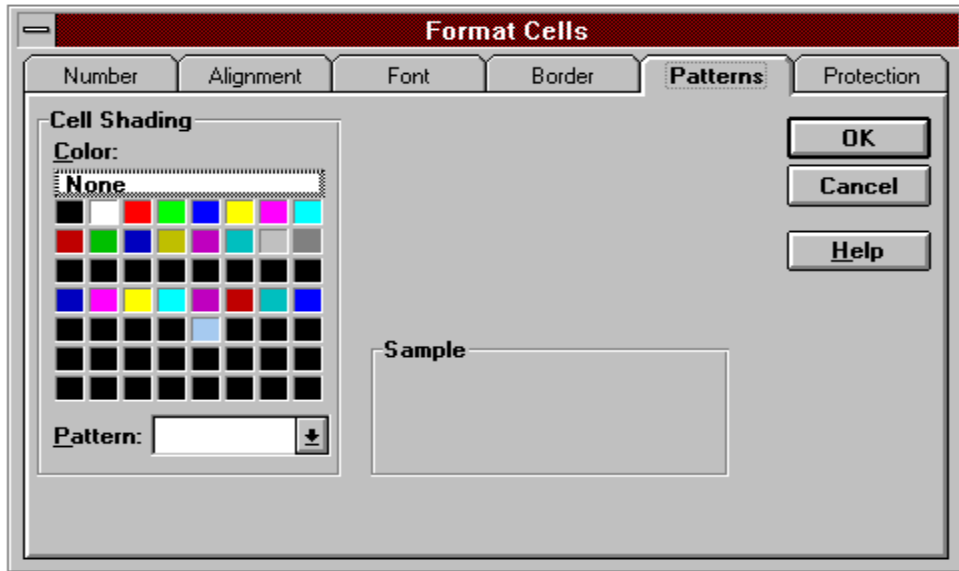 Format Cells
Number Alignment Font Border Patterns Protection
Cell Shading
Color:
None
OK
Cancel
Help
Sample
Pattern: